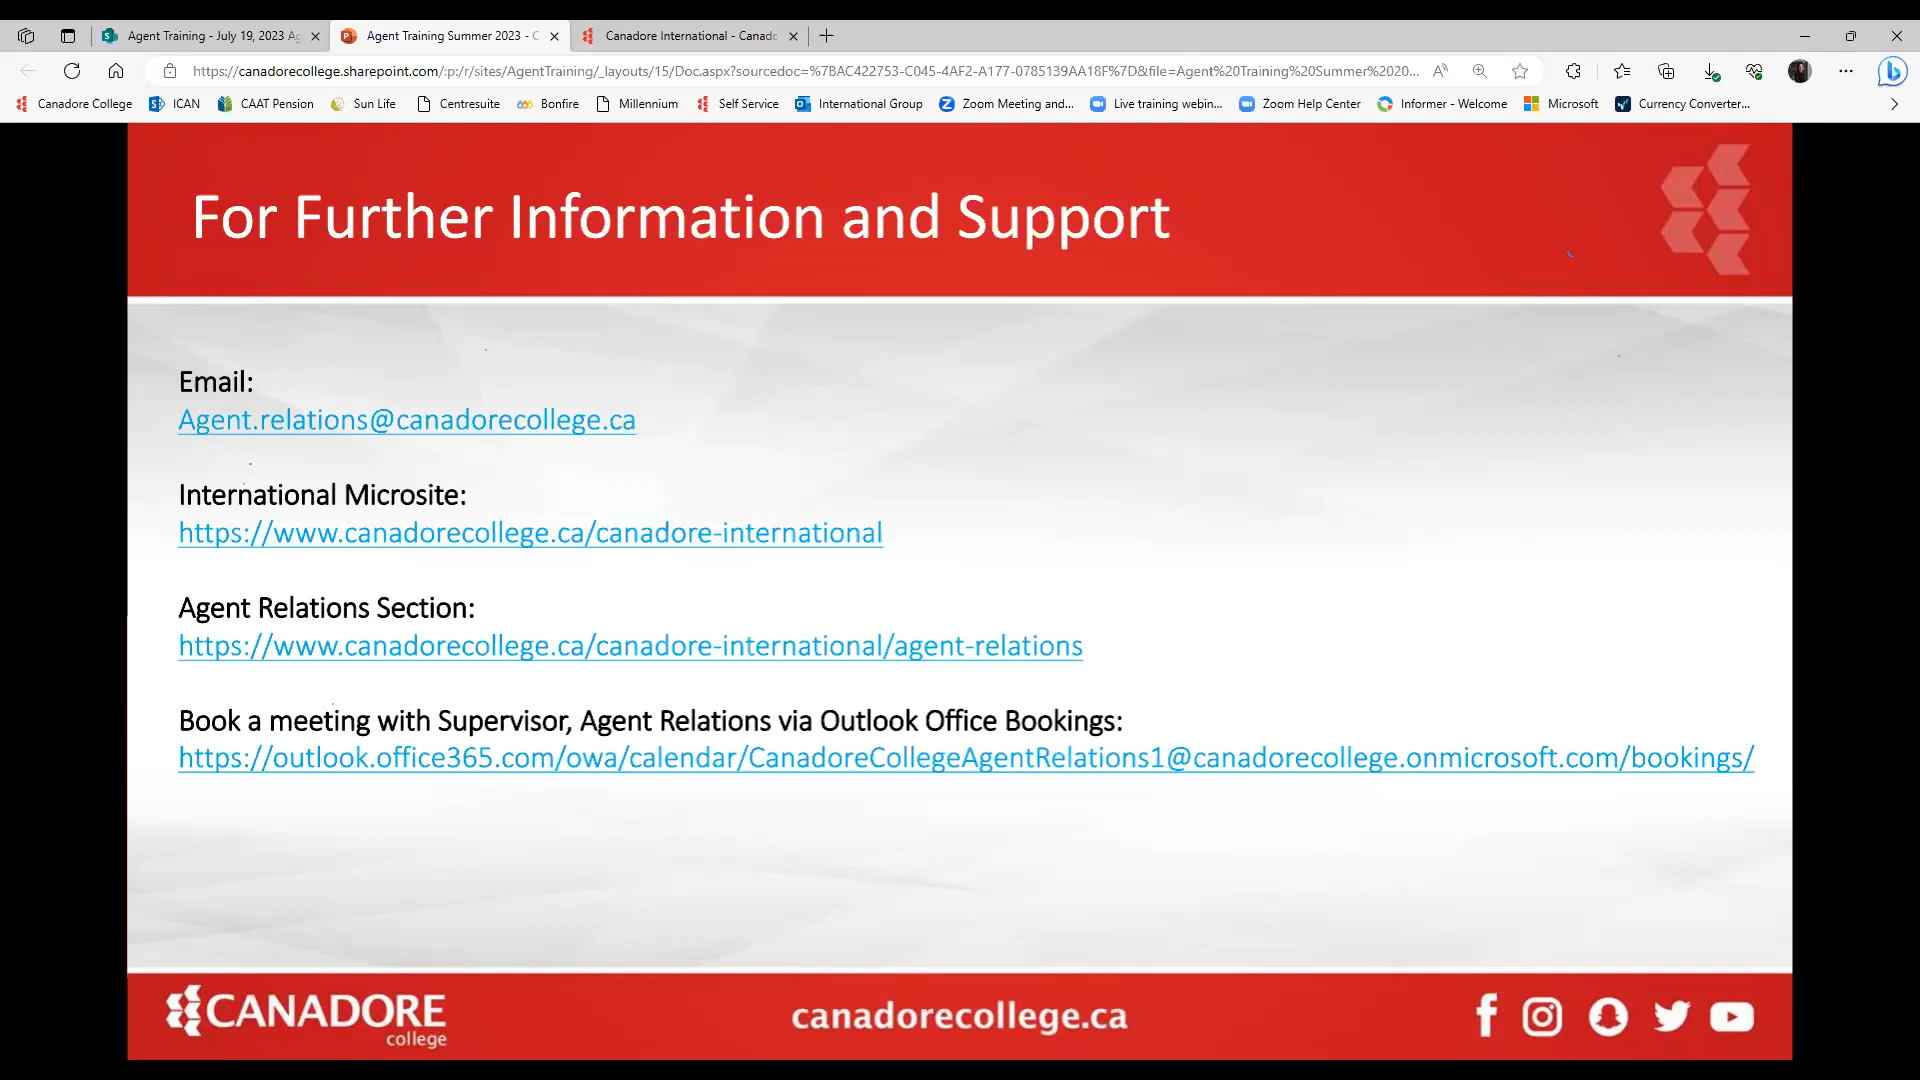 Agent Training - July 19, 2023 Ag
Agent Training Summer 2023 - C
Canadore International - Canado
https://canadorecollege.sharepoint.com/:p:/r/sites/AgentTraining/_layouts/15/Doc.aspx?sourcedoc=%7BAC422753-C045-4AF2-A177-0785139AA18F%7D&file=Agent%20Training%20Summer%2020...
Canadore College ICAN CAAT Pension Sun Life Centresuite Bonfire Millennium Self Service International Group Zoom Meeting and... Live training webin... Zoom Help Center Informer - Welcome Microsoft Currency Converter...
For Further Information and Support
Email:
Agent.relations@canadorecollege.ca
International Microsite:
https://www.canadorecollege.ca/canadore-international
Agent Relations Section:
https://www.canadorecollege.ca/canadore-international/agent-relations
Book a meeting with Supervisor, Agent Relations via Outlook Office Bookings:
https://outlook.office365.com/owa/calendar/CanadoreCollegeAgentRelations1@canadorecollege.onmicrosoft.com/bookings/
CANADORE
college
canadorecollege.ca